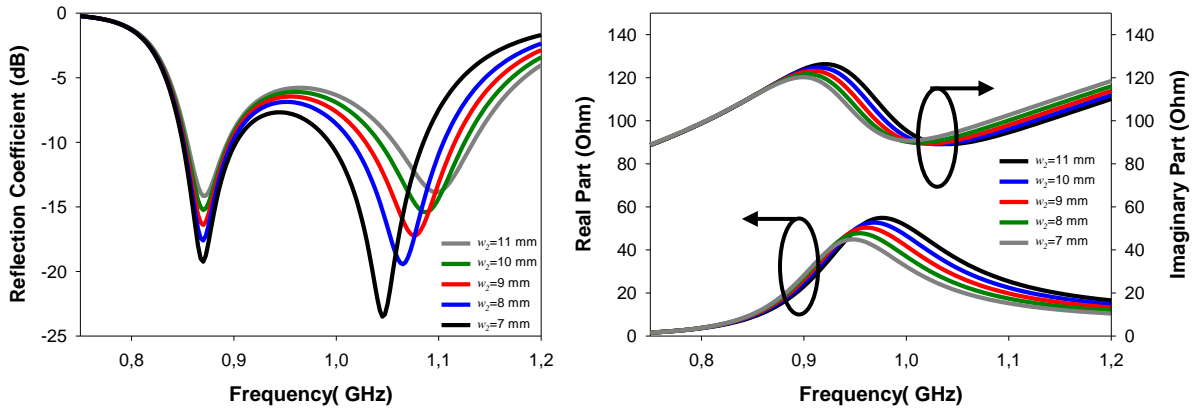 Reflection Coefficient (dB)
0
-5
-10
-15
-20
-25
w₂=11 mm
w₂=10 mm
w₂=9 mm
w₂=8 mm
w₂=7 mm
0,8 0,9 1,0 1,1 1,2
Frequency( GHz)
Real Part (Ohm)
140
120
100
80
60
40
20
0
w₂=11 mm
w₂=10 mm
w₂=9 mm
w₂=8 mm
w₂=7 mm
140
120
100
80
60
40
20
0
Imaginary Part (Ohm)
0,8 0,9 1,0 1,1 1,2
Frequency( GHz)